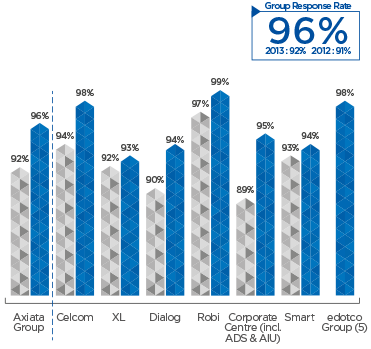 Group Response Rate
96%
2013 : 92% 2012 : 91%
92%
96%
94%
98%
92%
93%
90%
94%
97%
99%
89%
95%
93%
94%
98%
Axiata
Group
Celcom
XL
Dialog
Robi
Corporate
Centre (incl.
ADS & AIU)
Smart
edotco
Group (5)